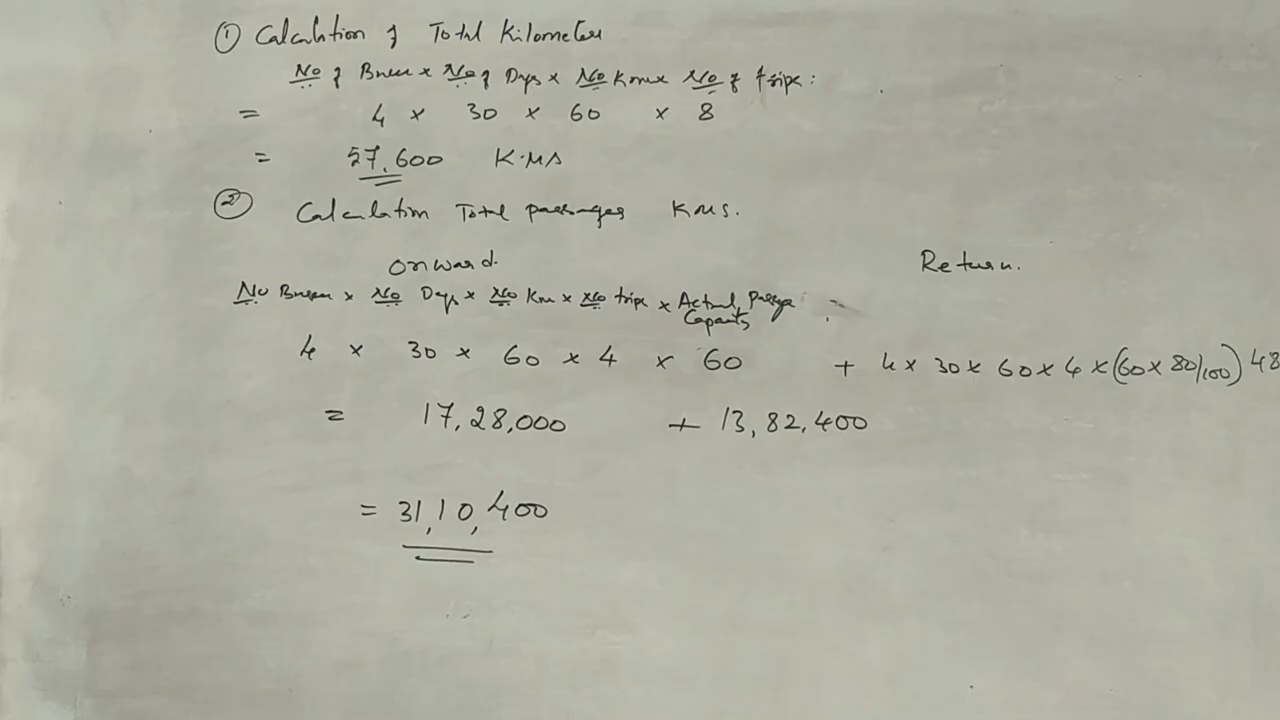 ① Calculation of Total Kilometers
No of Buses × No of Days × No Kms × No of trips:
= 4 × 30 × 60 × 8
= 57,600 K.Ms
② Calculation Total passages Kms.
Onward. Return.
No Buses × No Days × No Km × No trips × Actual Passage Capacity :
4 × 30 × 60 × 4 × 60 + 4 × 30 × 60 × 4 × (60 × 80/100) 48
= 17,28,000 + 13,82,400
= 31,10,400